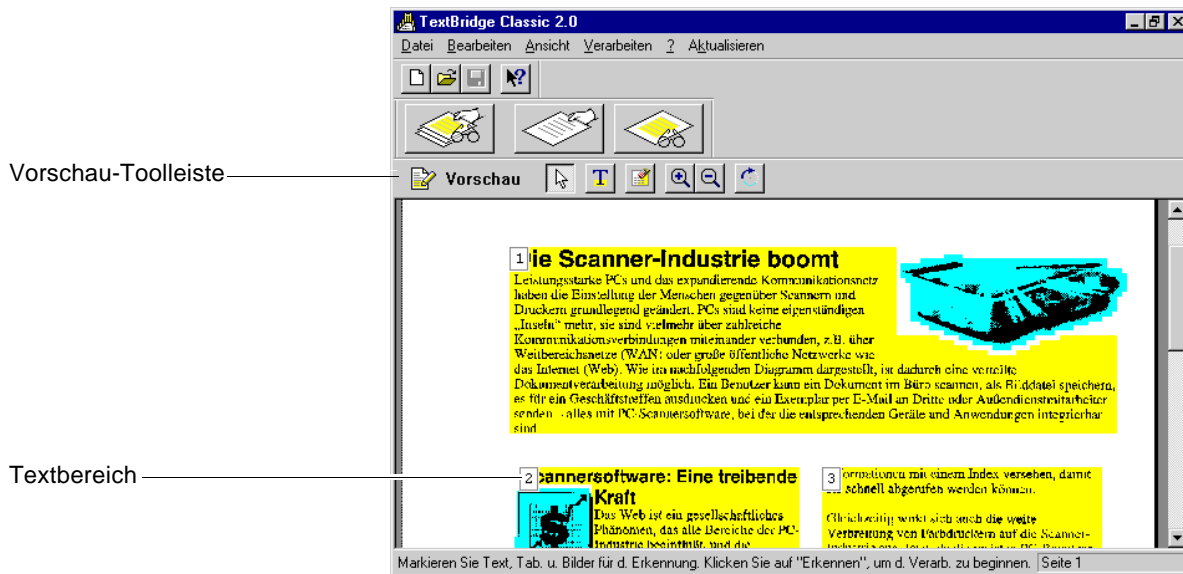 TextBridge Classic 2.0
Datei Bearbeiten Ansicht Verarbeiten ? Aktualisieren
Vorschau-Toolleiste
Vorschau
1 ie Scanner-Industrie boomt
Leistungsstarke PCs und das expandierende Kommunikationsnetz
haben die Einstellung der Menschen gegenüber Scannern und
Druckern grundlegend geändert. PCs sind keine eigenständigen
„Inseln“ mehr, sie sind vielmehr über zahlreiche
Kommunikationsverbindungen miteinander verbunden, z.B. über
Weitbereichsnetze (WAN) oder große öffentliche Netzwerke wie
das Internet (Web). Wie im nachfolgenden Diagramm dargestellt, ist dadurch eine verteilte
Dokumentverarbeitung möglich. Ein Benutzer kann ein Dokument im Büro scannen, als Bilddatei speichern,
es für ein Geschäftstreffen ausdrucken und ein Exemplar per E-Mail an Dritte oder Außendienstmitarbeiter
senden - alles mit PC-Scannersoftware, bei der die entsprechenden Geräte und Anwendungen integrierbar
sind
Textbereich
2 cannersoftware: Eine treibende
Kraft
Das Web ist ein gesellschaftliches
Phänomen, das alle Bereiche der PC-
Industrie beeinflußt, und die
3 formationen mit einem Index versehen, damit
schnell abgerufen werden können.
Gleichzeitig wirkt sich auch die weite
Verbreitung von Farbdruckern auf die Scanner-
Markieren Sie Text, Tab. u. Bilder für d. Erkennung. Klicken Sie auf "Erkennen", um d. Verarb. zu beginnen. Seite 1